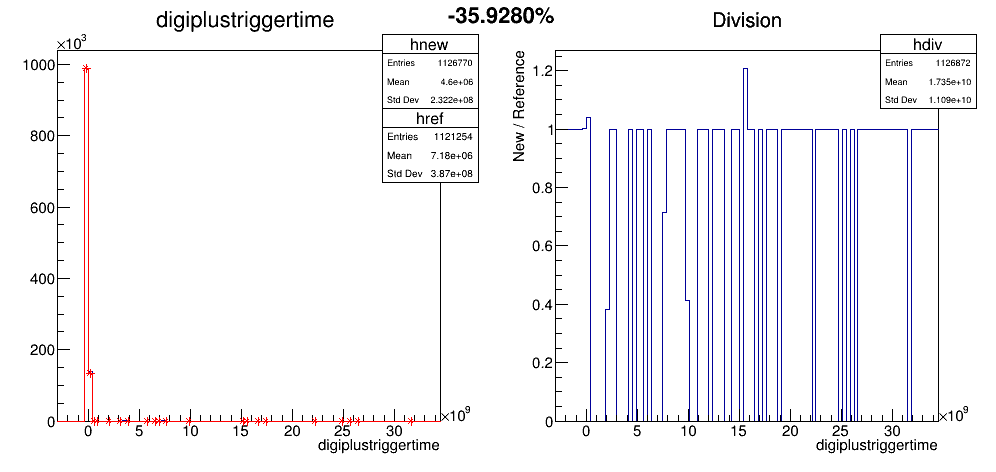 -35.9280%
digiplustriggertime
×10³
hnew
Entries 1126770
Mean 4.6e+06
Std Dev 2.322e+08
href
Entries 1121254
Mean 7.18e+06
Std Dev 3.87e+08
1000
800
600
400
200
0
0 5 10 15 20 25 30
×10⁹
digiplustriggertime
Division
hdiv
Entries 1126872
Mean 1.735e+10
Std Dev 1.109e+10
New / Reference
1.2
1
0.8
0.6
0.4
0.2
0
0 5 10 15 20 25 30
×10⁹
digiplustriggertime